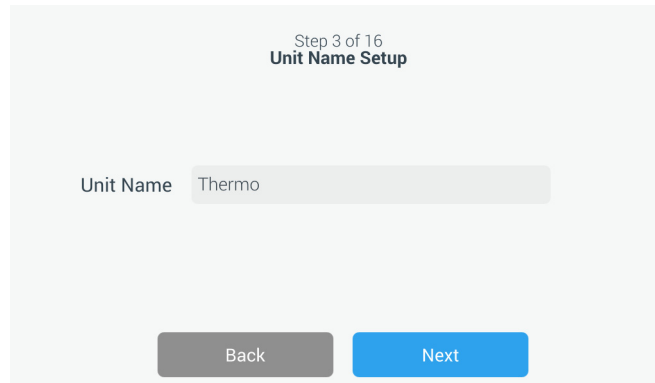 Step 3 of 16
Unit Name Setup
Unit Name Thermo
Back Next